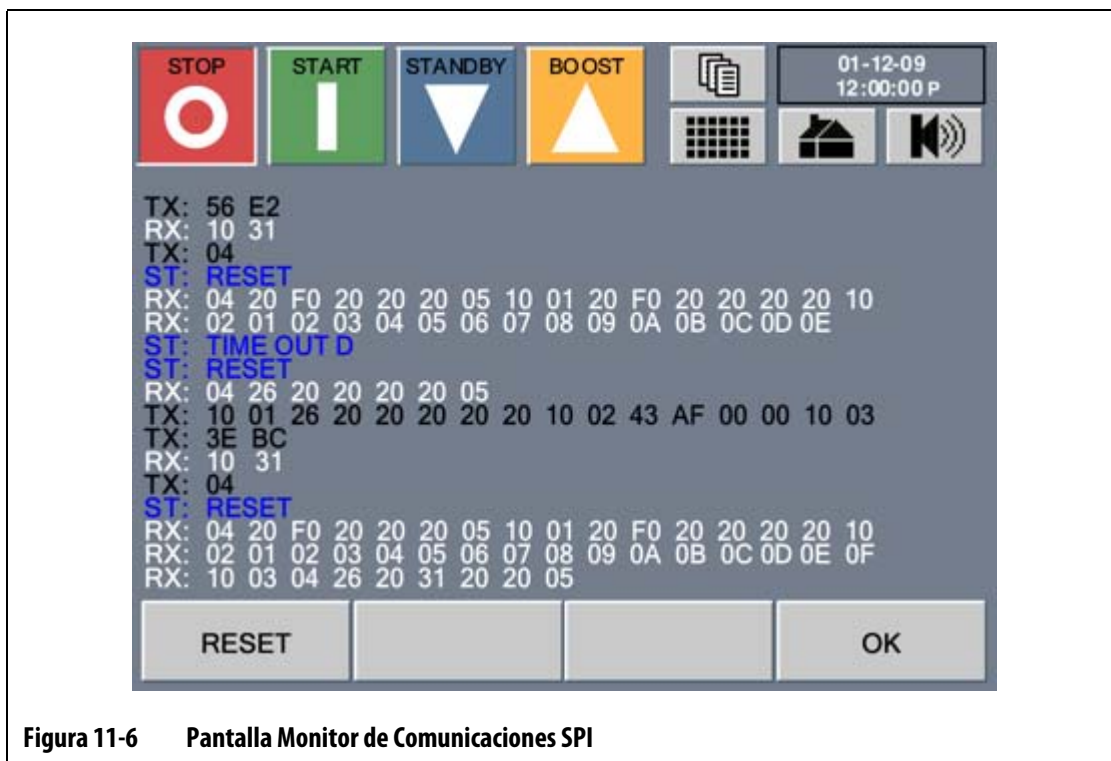 STOP START STANDBY BOOST
01-12-09
12:00:00 P
TX: 56 E2
RX: 10 31
TX: 04
ST: RESET
RX: 04 20 F0 20 20 20 05 10 01 20 F0 20 20 20 20 10
RX: 02 01 02 03 04 05 06 07 08 09 0A 0B 0C 0D 0E
ST: TIME OUT D
ST: RESET
RX: 04 26 20 20 20 20 05
TX: 10 01 26 20 20 20 20 20 10 02 43 AF 00 00 10 03
TX: 3E BC
RX: 10 31
TX: 04
ST: RESET
RX: 04 20 F0 20 20 20 05 10 01 20 F0 20 20 20 20 10
RX: 02 01 02 03 04 05 06 07 08 09 0A 0B 0C 0D 0E 0F
RX: 10 03 04 26 20 31 20 20 05
RESET OK
Figura 11-6 Pantalla Monitor de Comunicaciones SPI